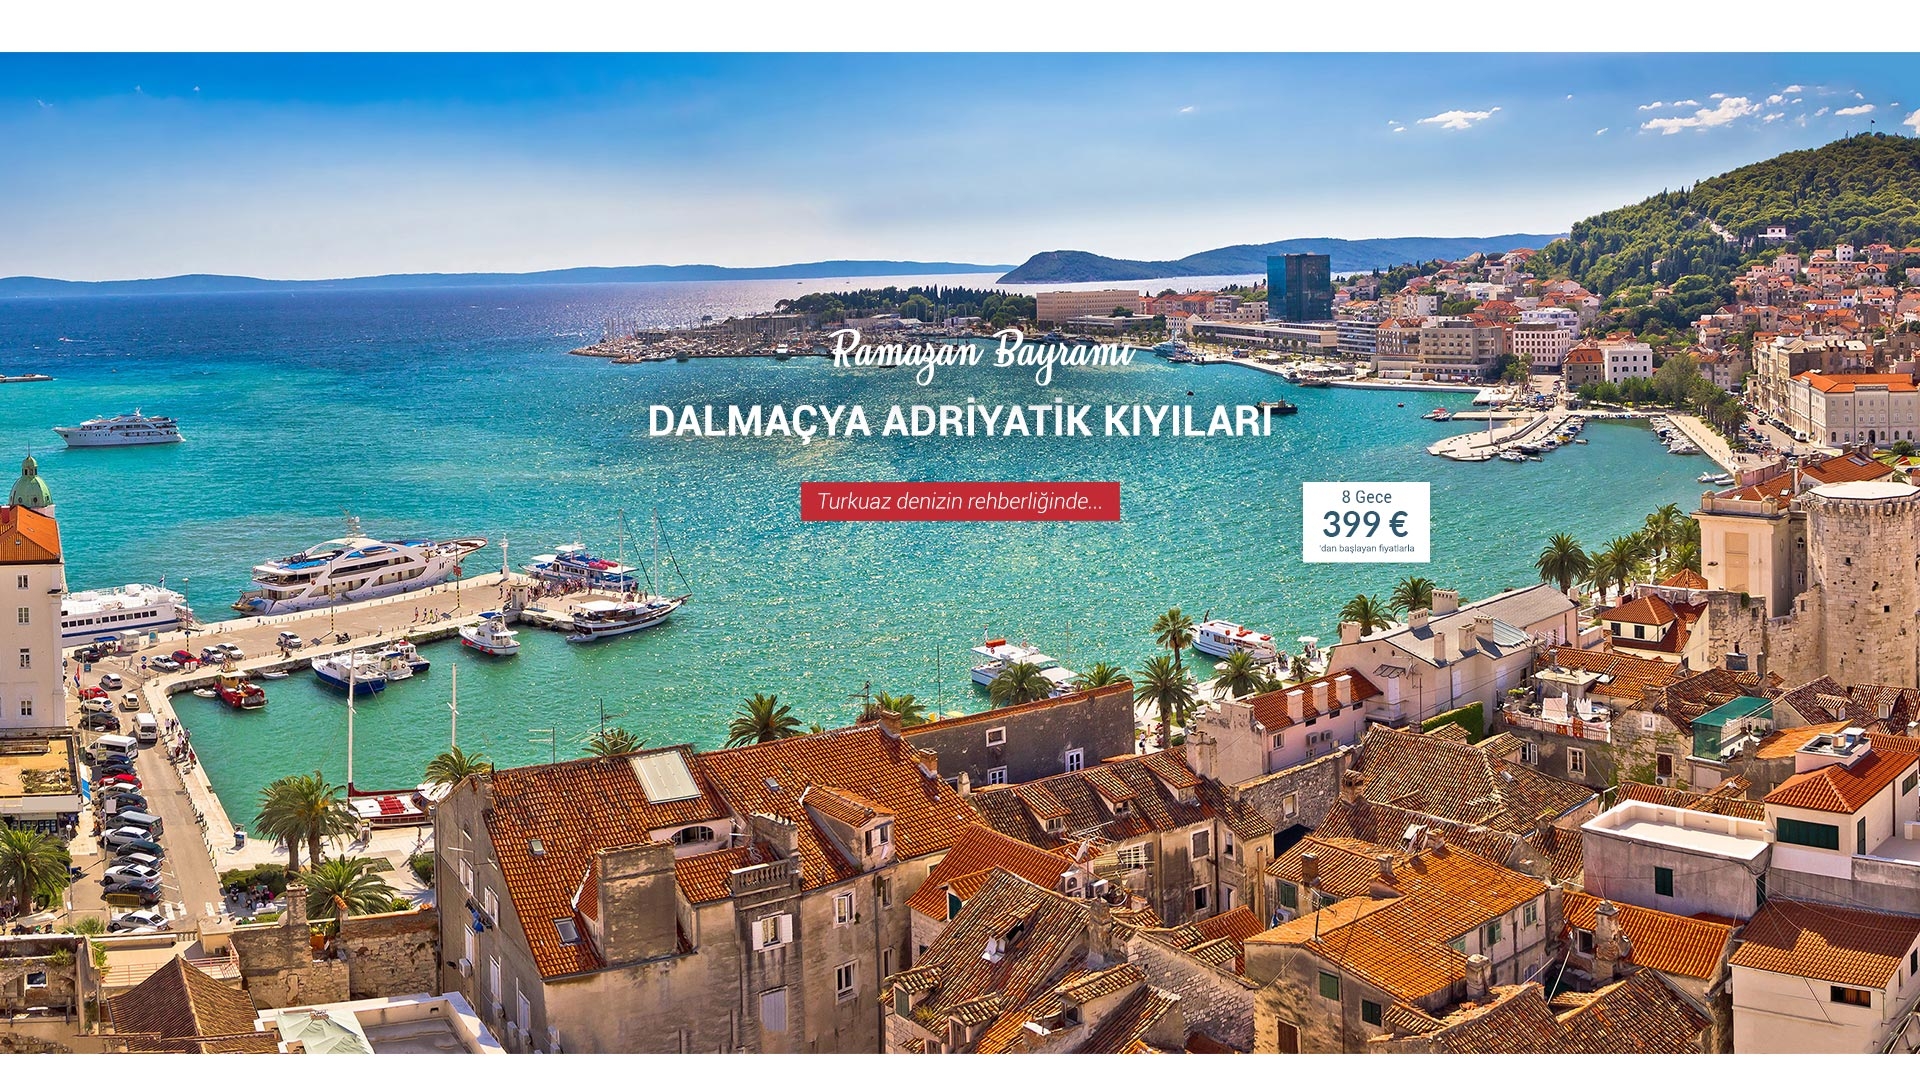 Ramazan Bayramı
DALMAÇYA ADRİYATİK KIYILARI
Turkuaz denizin rehberliğinde...
8 Gece
399 €
'dan başlayan fiyatlarla